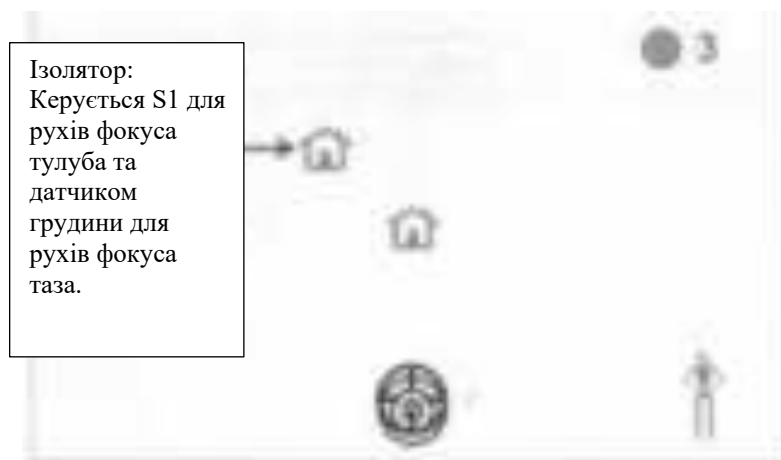 Ізолятор:
Керується S1 для
рухів фокуса
тулуба та
датчиком
грудини для
рухів фокуса
таза.
3